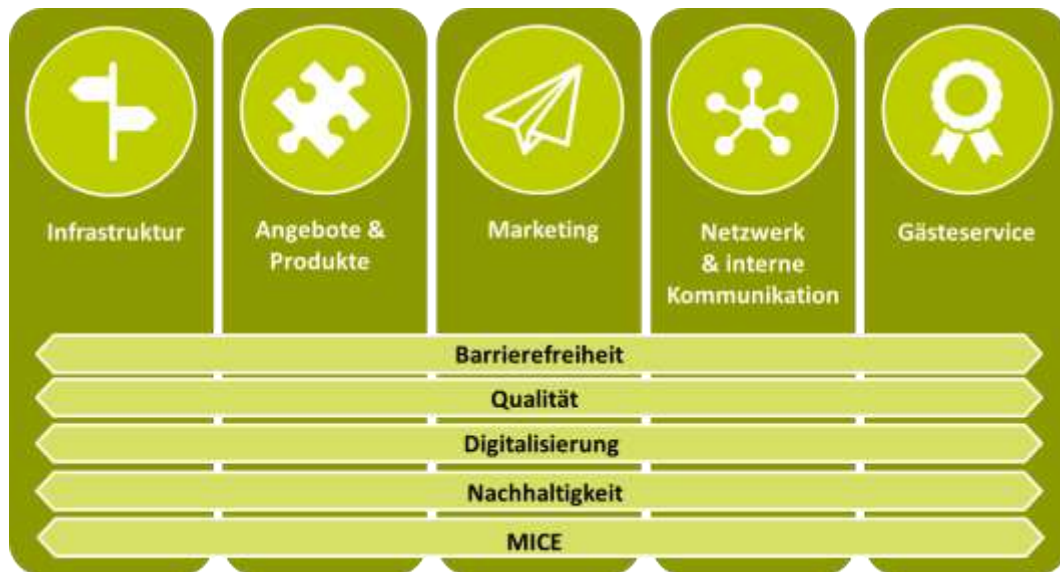 Infrastruktur
Angebote &
Produkte
Marketing
Netzwerk
& interne
Kommunikation
Gästeservice
Barrierefreiheit
Qualität
Digitalisierung
Nachhaltigkeit
MICE